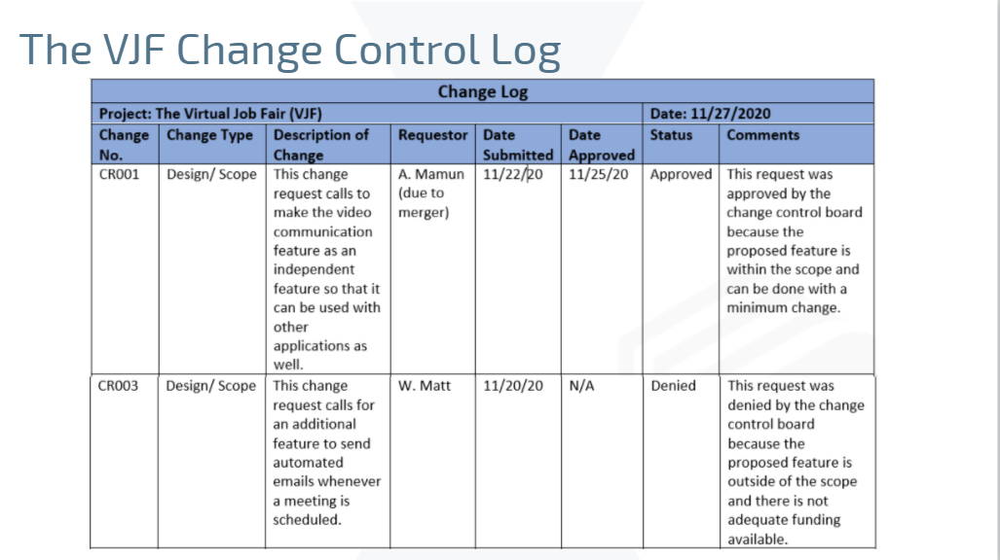 The VJF Change Control Log
Change Log
Project: The Virtual Job Fair (VJF)
Date: 11/27/2020
Change
No.
Change Type
Description of
Change
Requestor
Date
Submitted
Date
Approved
Status
Comments
CR001
Design/ Scope
This change
request calls to
make the video
communication
feature as an
independent
feature so that it
can be used with
other
applications as
well.
A. Mamun
(due to
merger)
11/22/20
11/25/20
Approved
This request was
approved by the
change control board
because the
proposed feature is
within the scope and
can be done with a
minimum change.
CR003
Design/ Scope
This change
request calls for
an additional
feature to send
automated
emails whenever
a meeting is
scheduled.
W. Matt
11/20/20
N/A
Denied
This request was
denied by the change
control board
because the
proposed feature is
outside of the scope
and there is not
adequate funding
available.